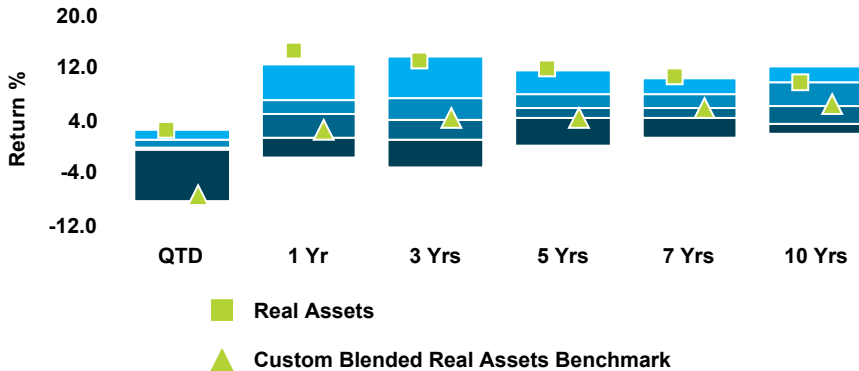 20.0
12.0
4.0
-4.0
-12.0
Return %
QTD 1 Yr 3 Yrs 5 Yrs 7 Yrs 10 Yrs
Real Assets
Custom Blended Real Assets Benchmark